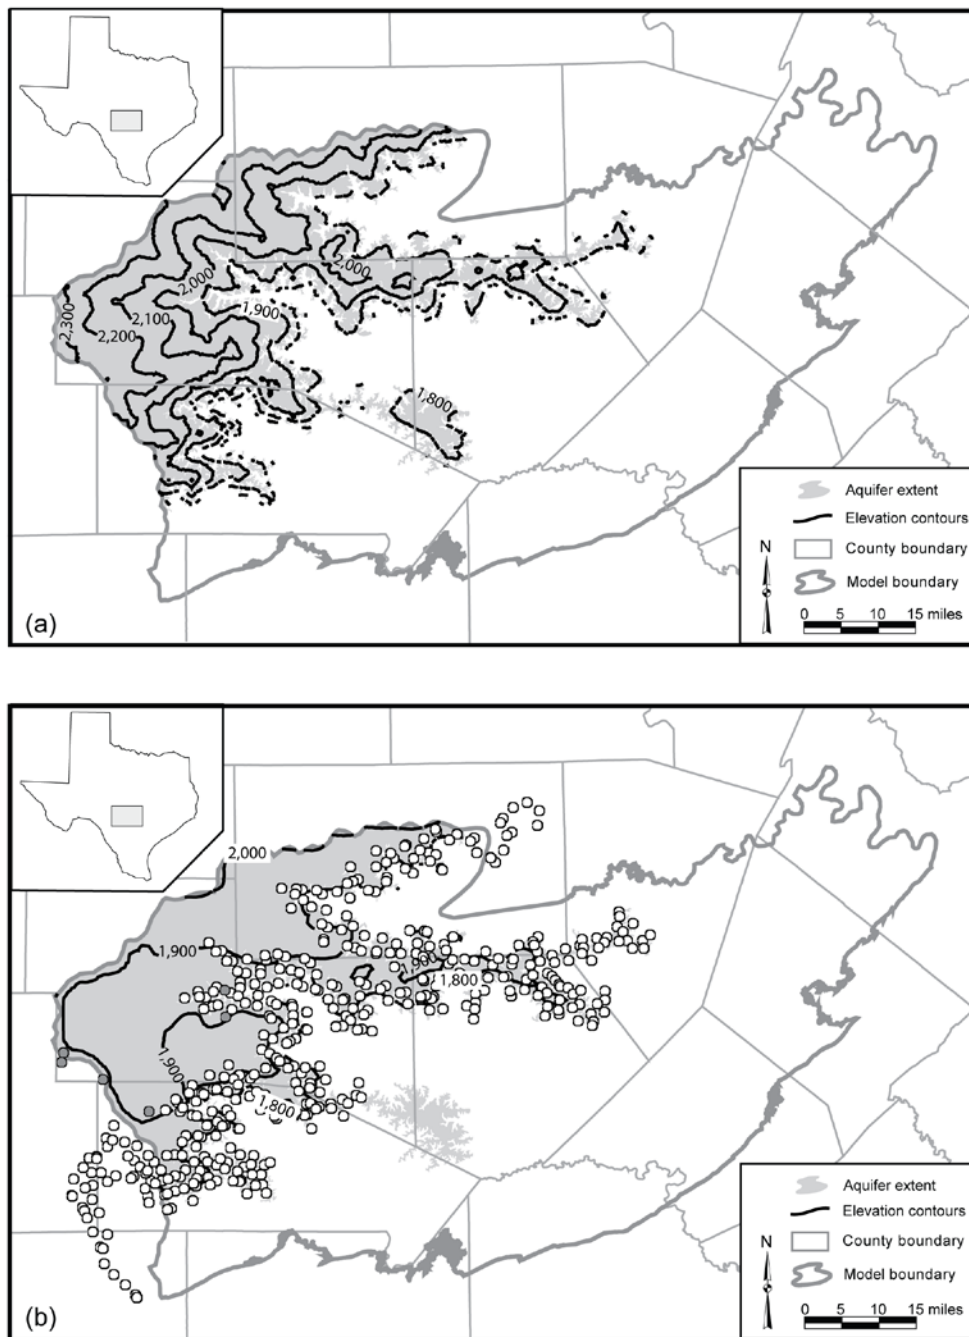 2,000
2,000
2,300
2,100
1,900
2,200
1,800
Aquifer extent
Elevation contours
County boundary
Model boundary
N
0 5 10 15 miles
(a)
2,000
1,900
1,900
1,800
1,900
1,800
Aquifer extent
Elevation contours
County boundary
Model boundary
N
0 5 10 15 miles
(b)